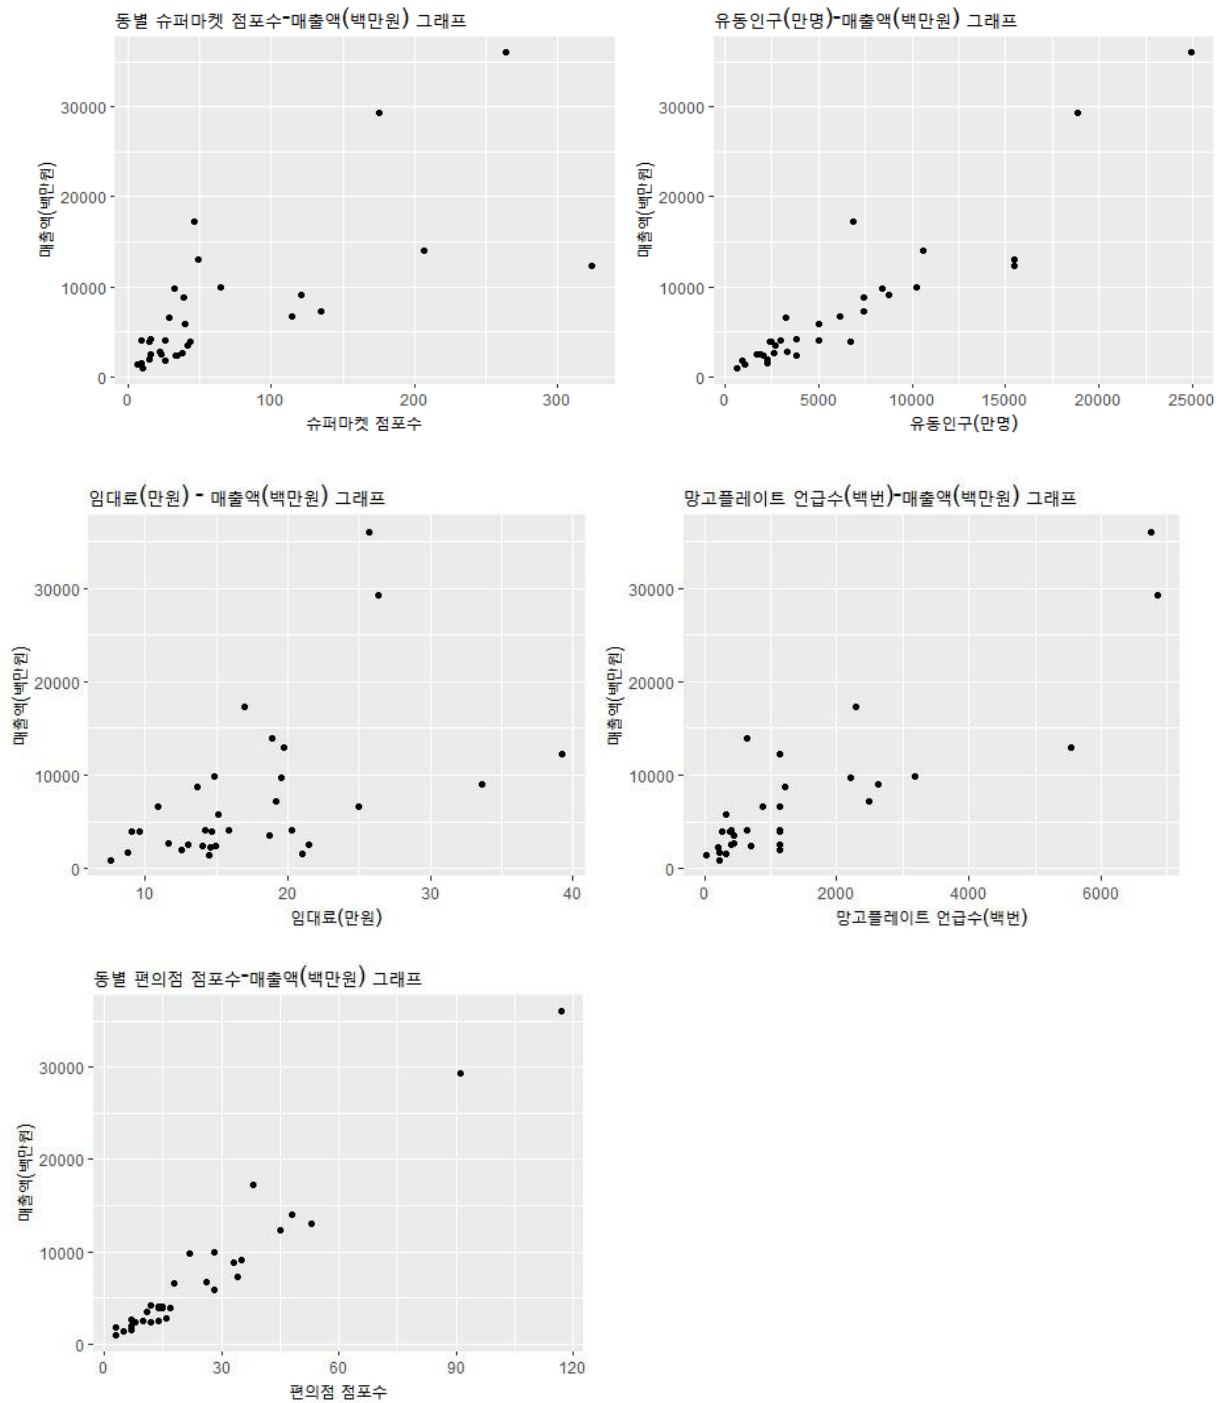 동별 슈퍼마켓 점포수-매출액(백만원) 그래프
매출액(백만원)
30000
20000
10000
0
0 100 200 300
슈퍼마켓 점포수
유동인구(만명)-매출액(백만원) 그래프
매출액(백만원)
30000
20000
10000
0
0 5000 10000 15000 20000 25000
유동인구(만명)
임대료(만원) - 매출액(백만원) 그래프
매출액(백만원)
30000
20000
10000
0
10 20 30 40
임대료(만원)
망고플레이트 언급수(백번)-매출액(백만원) 그래프
매출액(백만원)
30000
20000
10000
0
0 2000 4000 6000
망고플레이트 언급수(백번)
동별 편의점 점포수-매출액(백만원) 그래프
매출액(백만원)
30000
20000
10000
0
0 30 60 90 120
편의점 점포수